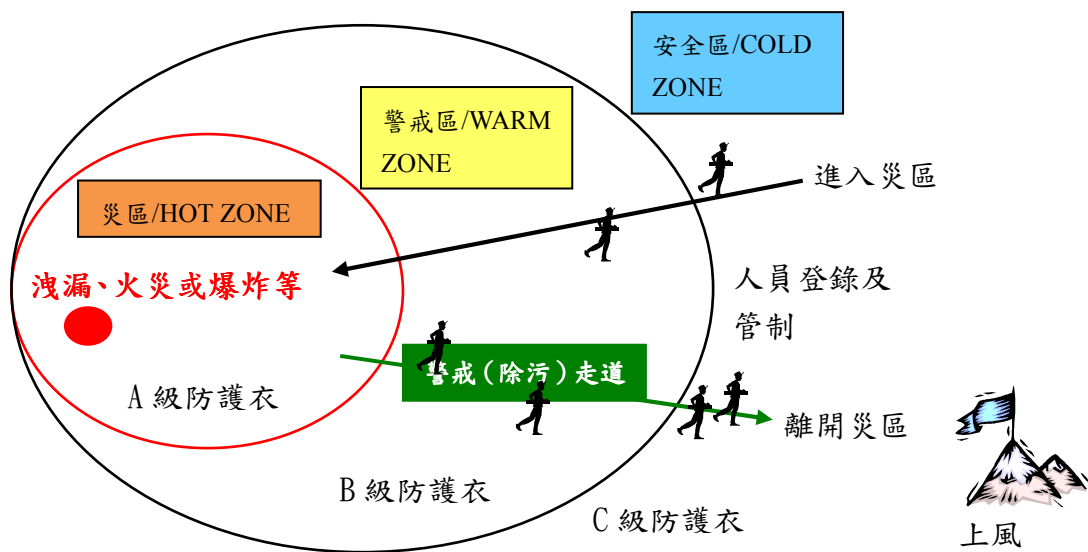 安全區/COLD
ZONE
警戒區/WARM
ZONE
進入災區
災區/HOT ZONE
洩漏、火災或爆炸等
人員登錄及
管制
警戒（除污）走道
A 級防護衣
離開災區
B 級防護衣
C 級防護衣
上風